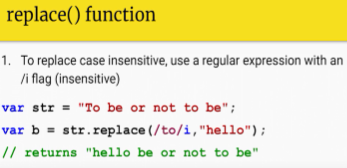 replace() function
1. To replace case insensitive, use a regular expression with an
/i flag (insensitive)
var str = "To be or not to be";
var b = str.replace(/to/i,"hello");
// returns "hello be or not to be"